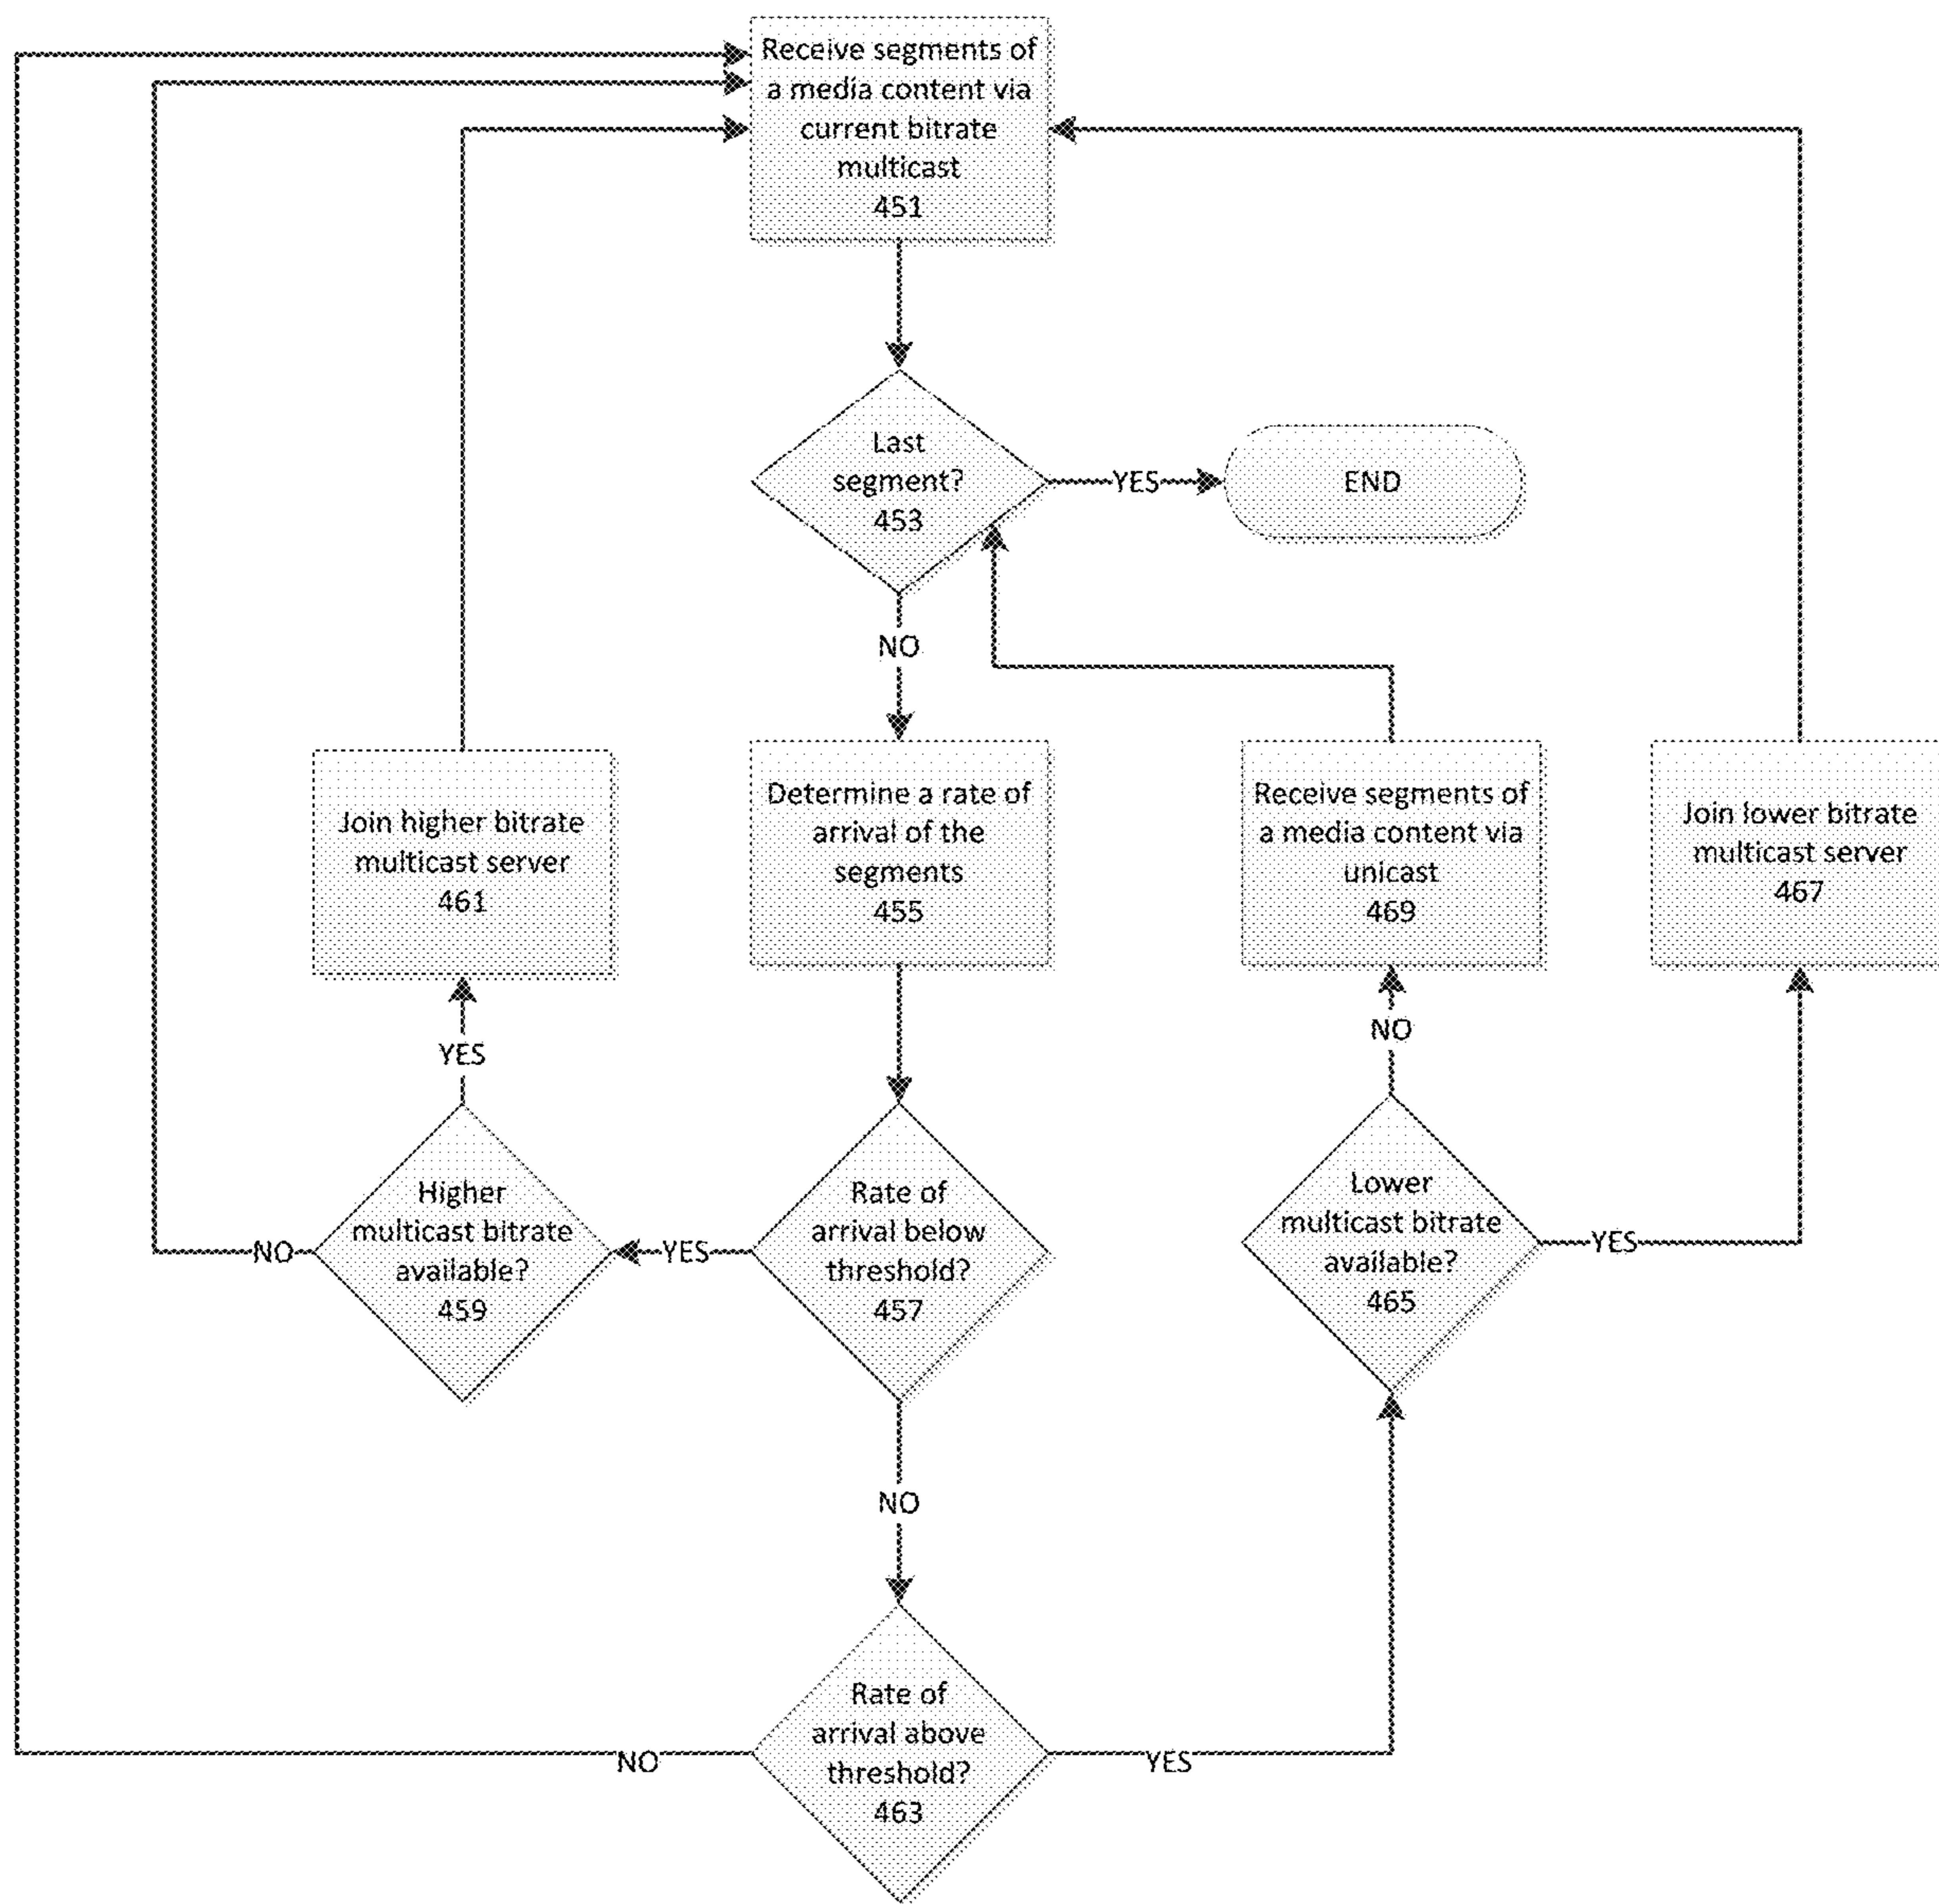 Receive segments of
a media content via
current bitrate
multicast
451
Last
segment?
453
YES
END
NO
Join higher bitrate
multicast server
461
Determine a rate of
arrival of the
segments
455
Receive segments of
a media content via
unicast
469
Join lower bitrate
multicast server
467
YES
NO
Higher
multicast bitrate
available?
459
NO
YES
Rate of
arrival below
threshold?
457
Lower
multicast bitrate
available?
465
YES
NO
Rate of
arrival above
threshold?
463
NO
YES